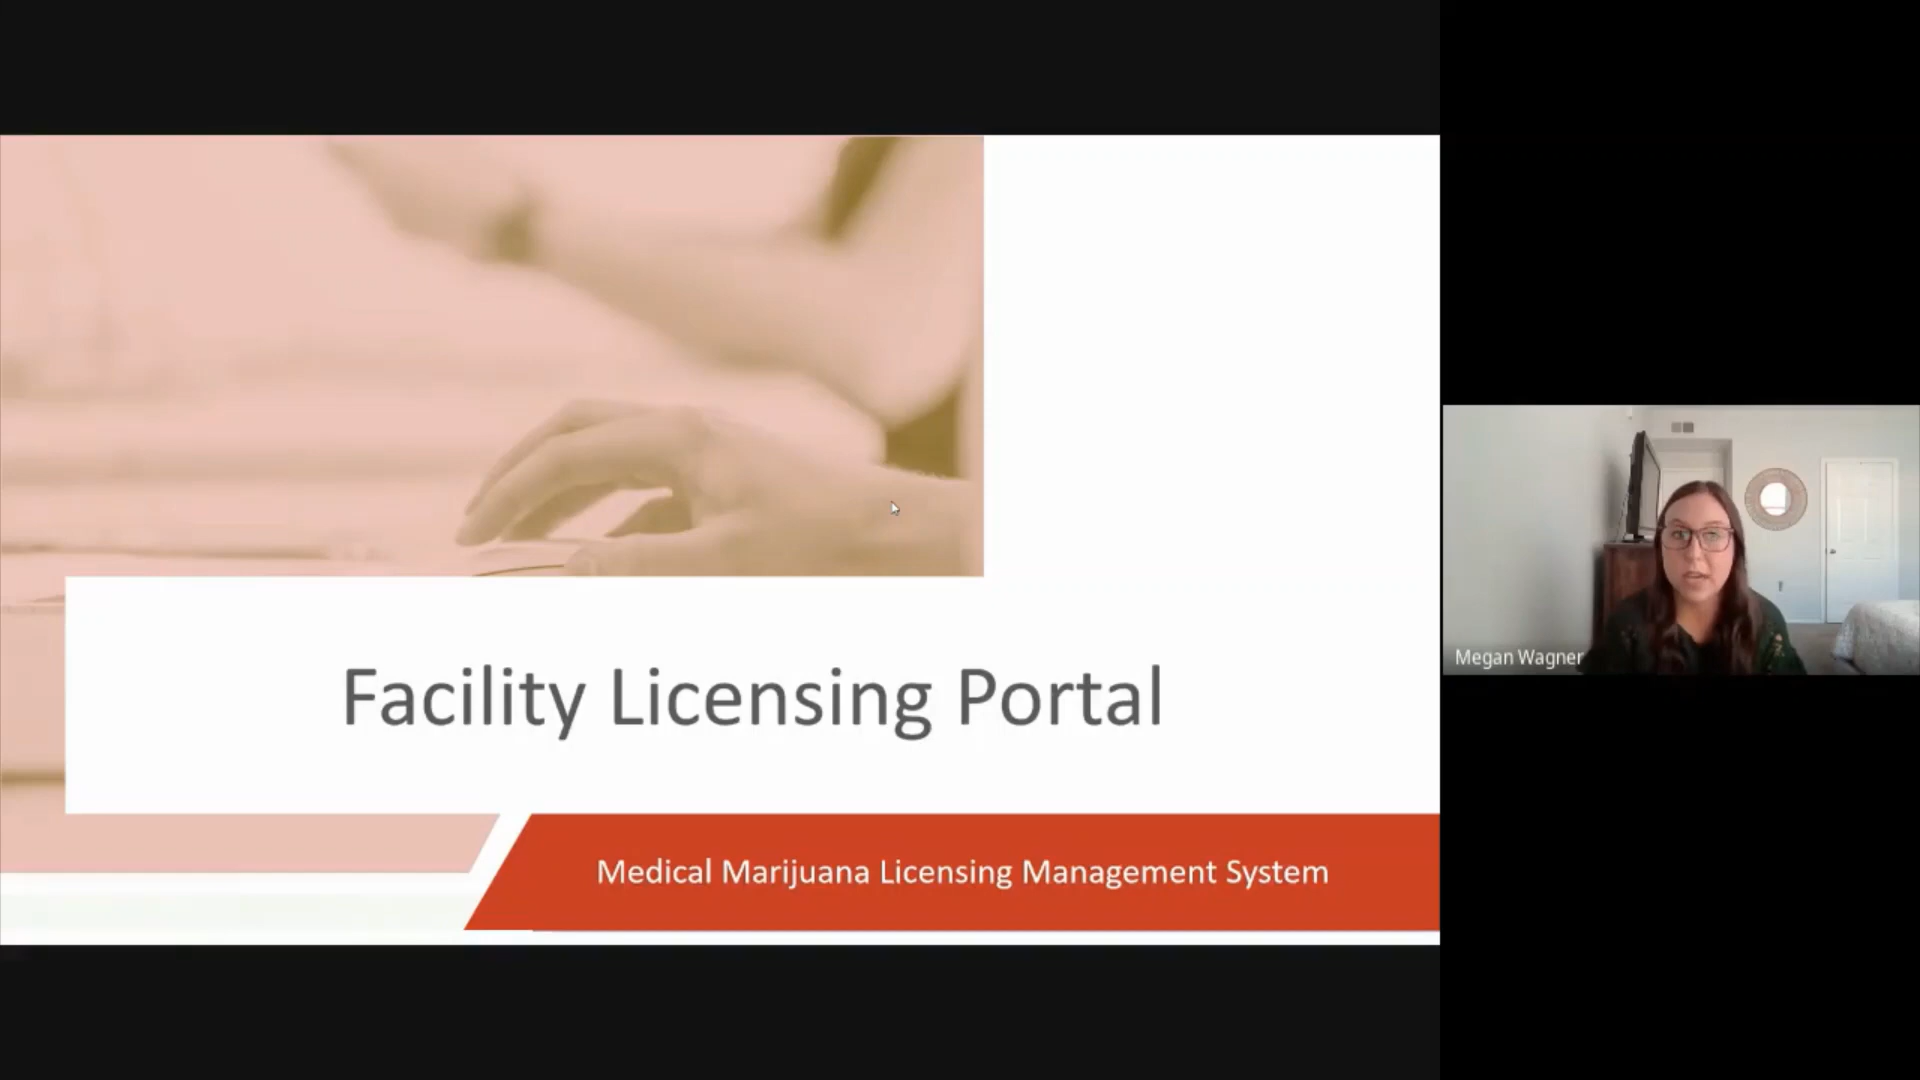 Facility Licensing Portal
Medical Marijuana Licensing Management System
Megan Wagner